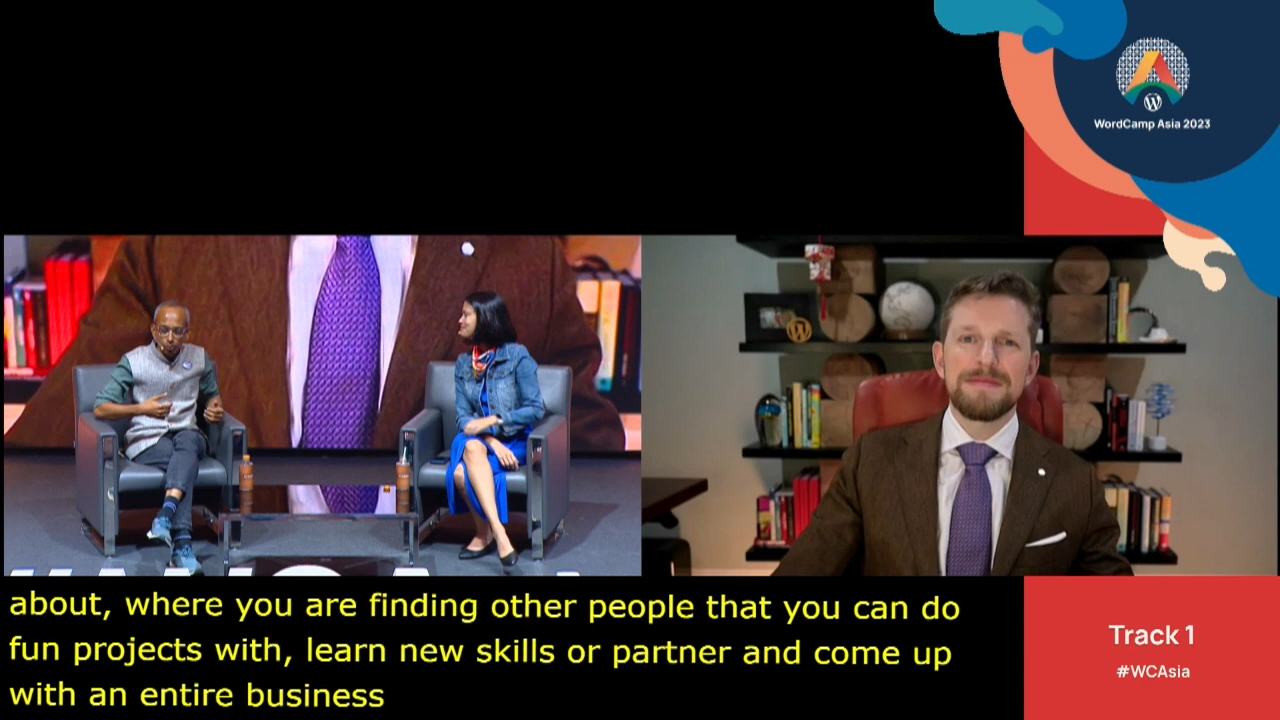 WordCamp Asia 2023
about, where you are finding other people that you can do
fun projects with, learn new skills or partner and come up
with an entire business
Track 1
#WCAsia